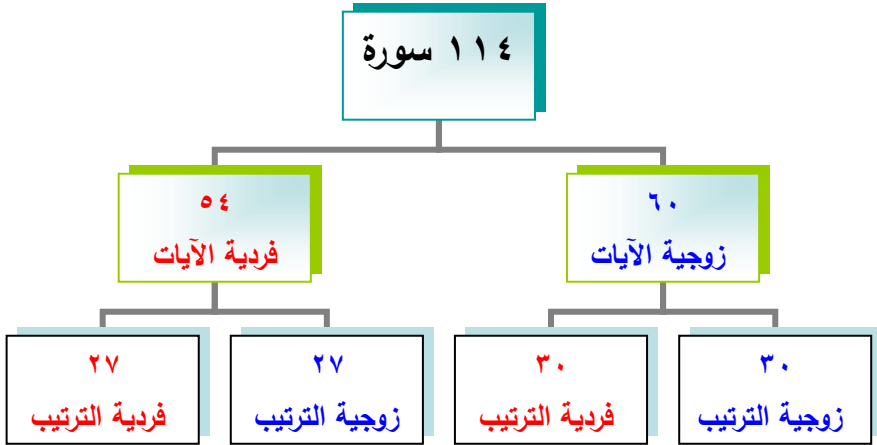 ١١٤ سورة
٦٠
زوجية الآيات
٥٤
فردية الآيات
٣٠
زوجية الترتيب
٣٠
فردية الترتيب
٢٧
زوجية الترتيب
٢٧
فردية الترتيب